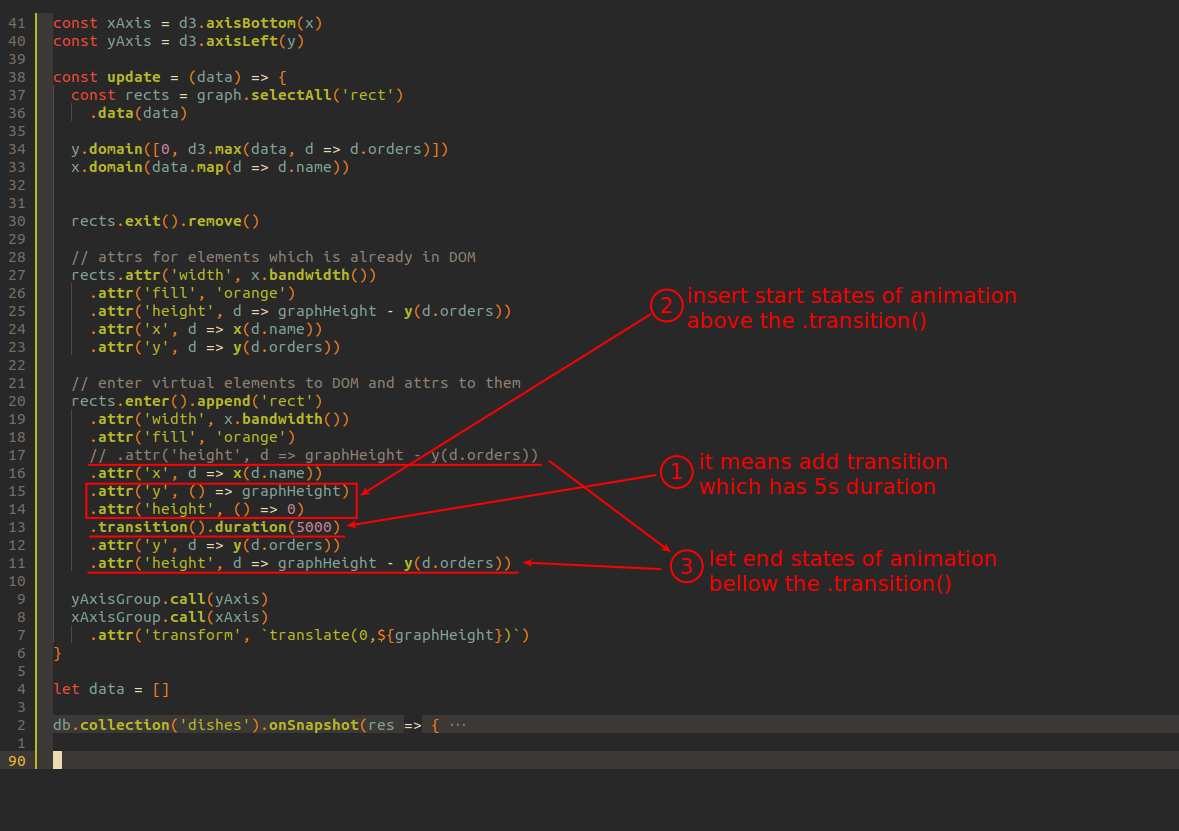 41 const xAxis = d3.axisBottom(x)
40 const yAxis = d3.axisLeft(y)
39
38 const update = (data) => {
37   const rects = graph.selectAll('rect')
36     .data(data)
35
34   y.domain([0, d3.max(data, d => d.orders)])
33   x.domain(data.map(d => d.name))
32
31
30   rects.exit().remove()
29
28   // attrs for elements which is already in DOM
27   rects.attr('width', x.bandwidth())
26     .attr('fill', 'orange')
25     .attr('height', d => graphHeight - y(d.orders))
24     .attr('x', d => x(d.name))
23     .attr('y', d => y(d.orders))
22
21   // enter virtual elements to DOM and attrs to them
20   rects.enter().append('rect')
19     .attr('width', x.bandwidth())
18     .attr('fill', 'orange')
17     // .attr('height', d => graphHeight - y(d.orders))
16     .attr('x', d => x(d.name))
15     .attr('y', () => graphHeight)
14     .attr('height', () => 0)
13     .transition().duration(5000)
12     .attr('y', d => y(d.orders))
11     .attr('height', d => graphHeight - y(d.orders))
10
9   yAxisGroup.call(yAxis)
8   xAxisGroup.call(xAxis)
7     .attr('transform', `translate(0,${graphHeight})`)
6 }
5
4 let data = []
3
2 db.collection('dishes').onSnapshot(res => { ···
1
90
2 insert start states of animation
above the .transition()
1 it means add transition
which has 5s duration
3 let end states of animation
bellow the .transition()